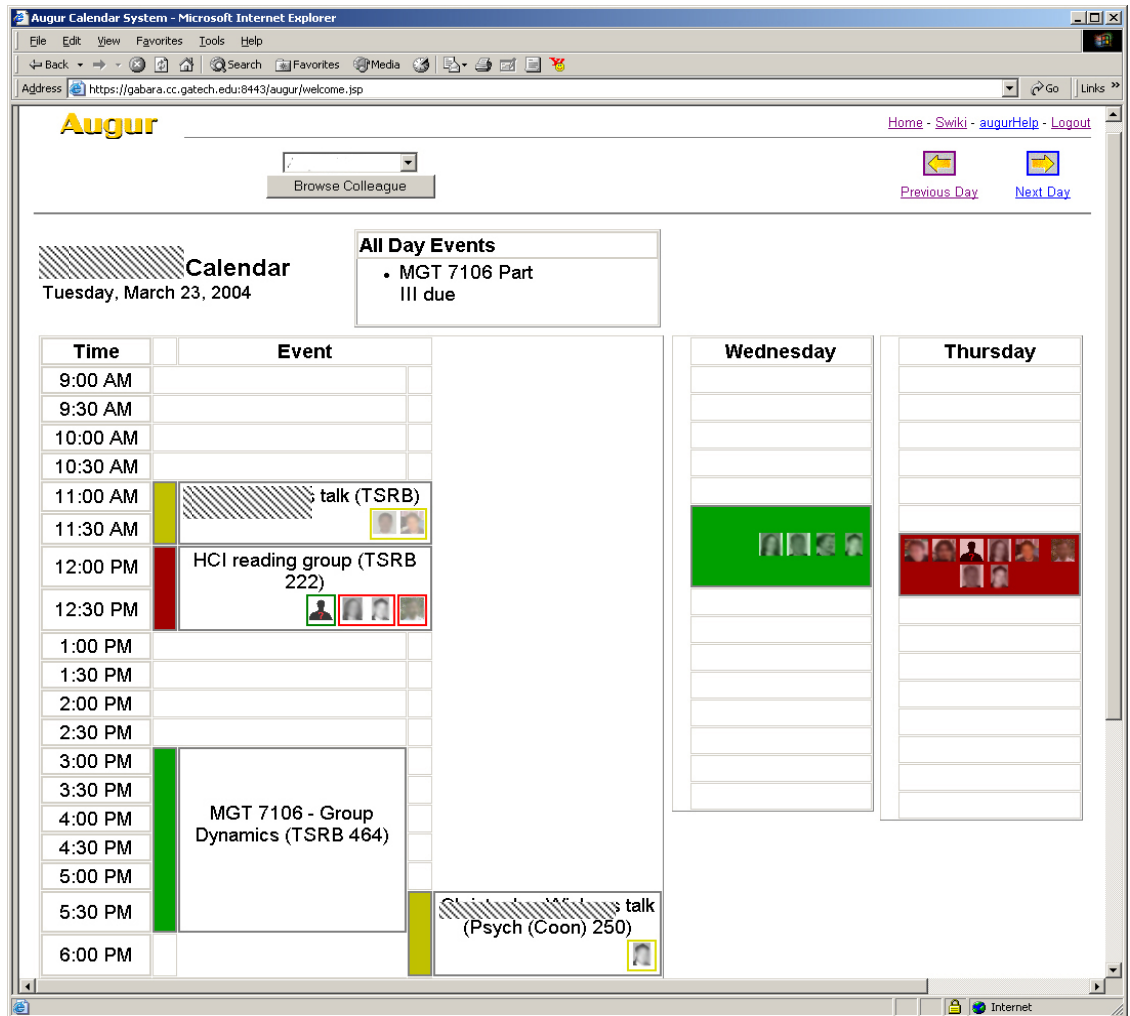 Augur Calendar System - Microsoft Internet Explorer
File Edit View Favorites Tools Help
Back Search Favorites Media
Address https://gabara.cc.gatech.edu:8443/augur/welcome.jsp Go Links »
Augur
Home - Swiki - augurHelp - Logout
Browse Colleague
Previous Day Next Day
Calendar
Tuesday, March 23, 2004
All Day Events
• MGT 7106 Part
III due
Time Event Wednesday Thursday
9:00 AM
9:30 AM
10:00 AM
10:30 AM
11:00 AM talk (TSRB)
11:30 AM
12:00 PM HCI reading group (TSRB
222)
12:30 PM
1:00 PM
1:30 PM
2:00 PM
2:30 PM
3:00 PM
3:30 PM
4:00 PM MGT 7106 - Group
Dynamics (TSRB 464)
4:30 PM
5:00 PM
5:30 PM talk
(Psych (Coon) 250)
6:00 PM
Internet